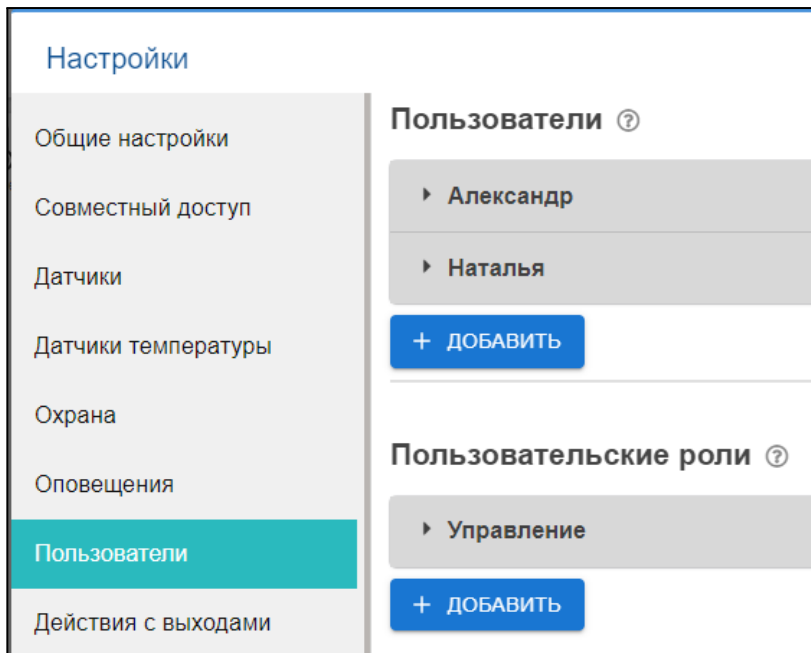 Настройки
Общие настройки
Совместный доступ
Датчики
Датчики температуры
Охрана
Оповещения
Пользователи
Действия с выходами
Пользователи ?
Александр
Наталья
+ ДОБАВИТЬ
Пользовательские роли ?
Управление
+ ДОБАВИТЬ